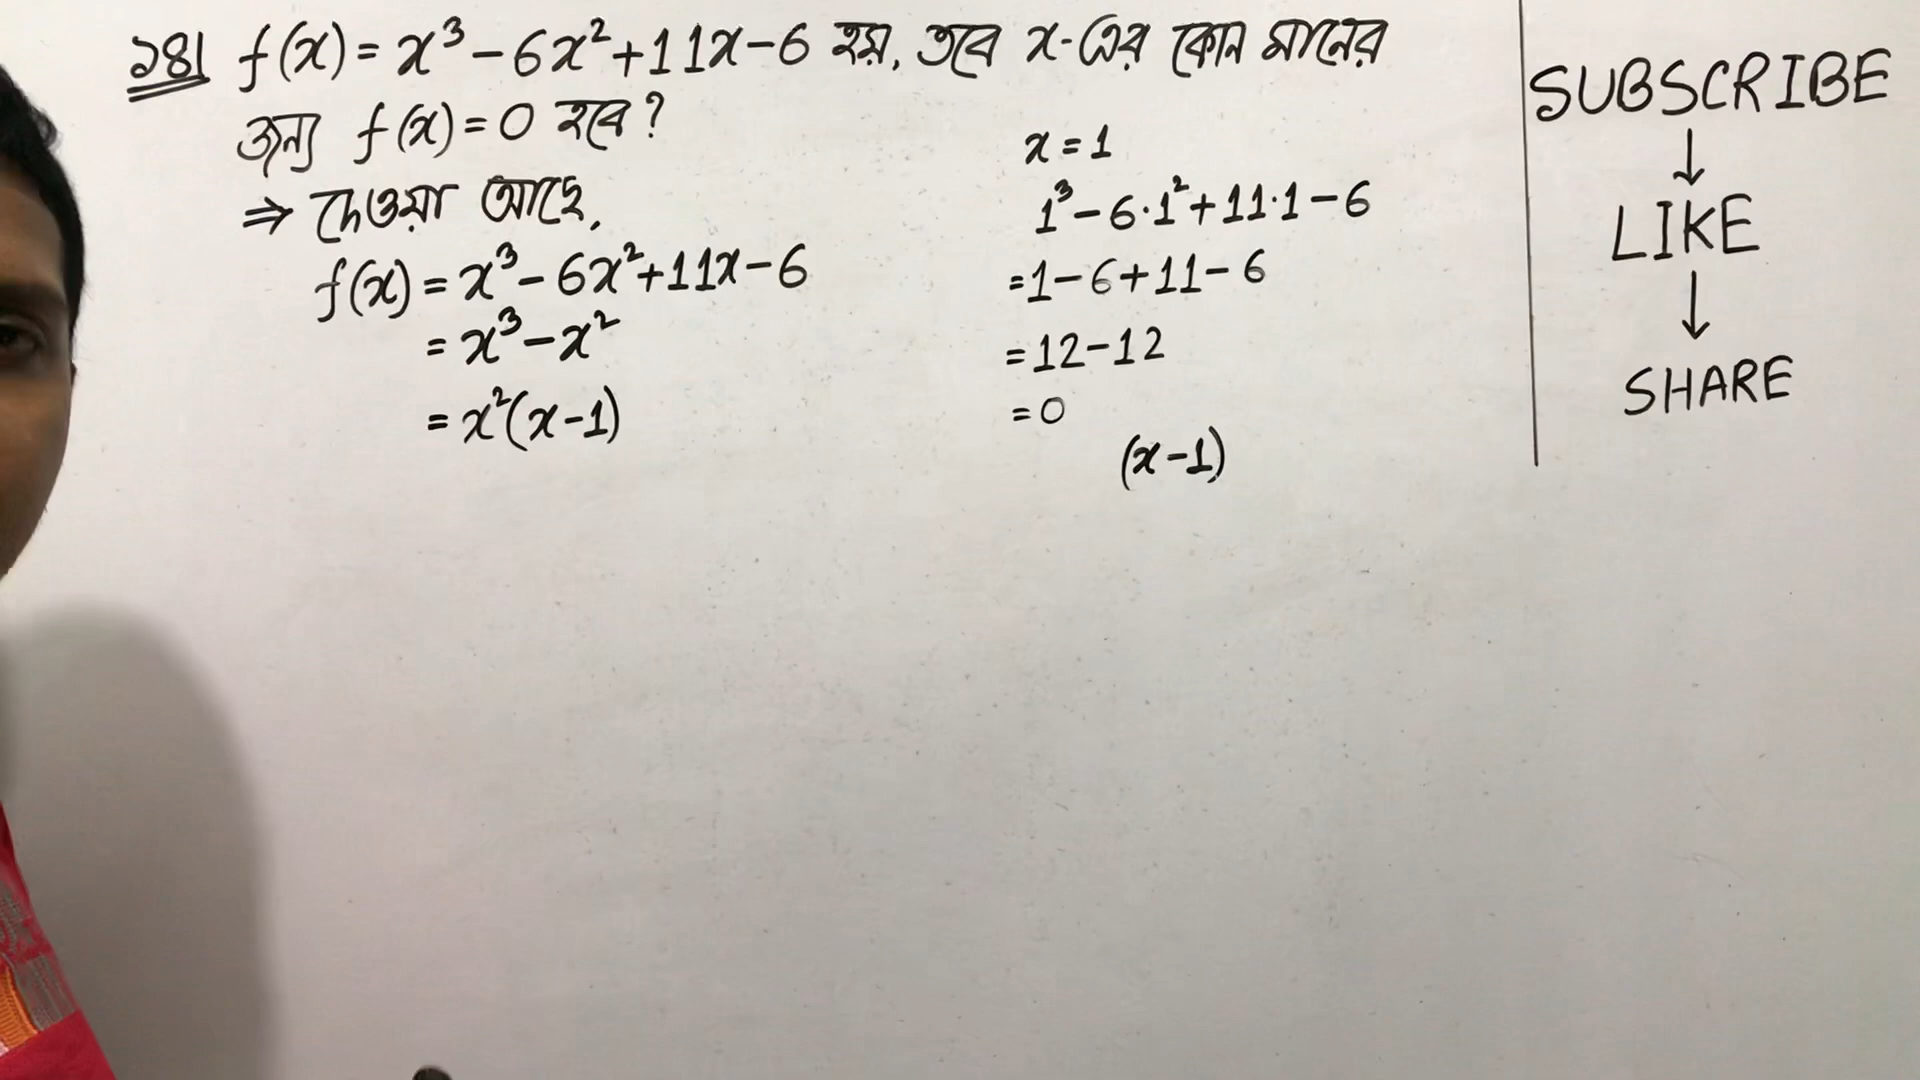 ১৪। f(x) = x³ - 6x² + 11x - 6 হয়, তবে x-এর কোন মানের
জন্য f(x) = 0 হবে?
⇒ দেওয়া আছে,
f(x) = x³ - 6x² + 11x - 6
= x³ - x²
= x²(x-1)
x = 1
1³ - 6·1² + 11·1 - 6
= 1 - 6 + 11 - 6
= 12 - 12
= 0
(x-1)
SUBSCRIBE
↓
LIKE
↓
SHARE